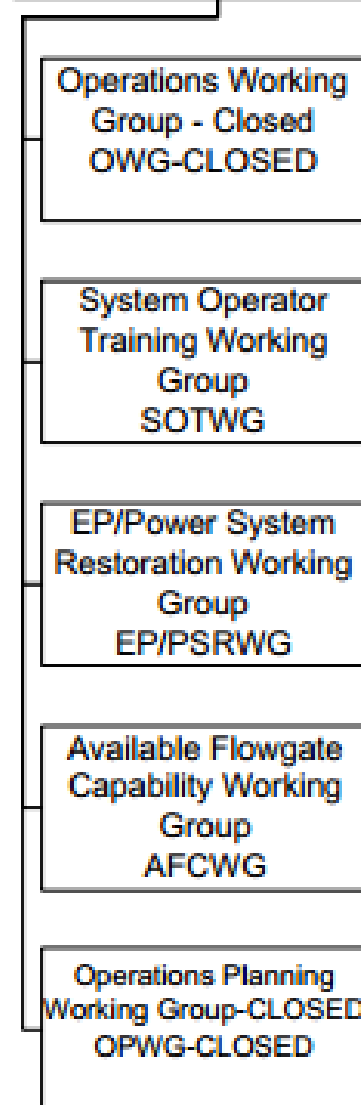 Operations Working
Group - Closed
OWG-CLOSED
System Operator
Training Working
Group
SOTWG
EP/Power System
Restoration Working
Group
EP/PSRWG
Available Flowgate
Capability Working
Group
AFCWG
Operations Planning
Working Group-CLOSED
OPWG-CLOSED